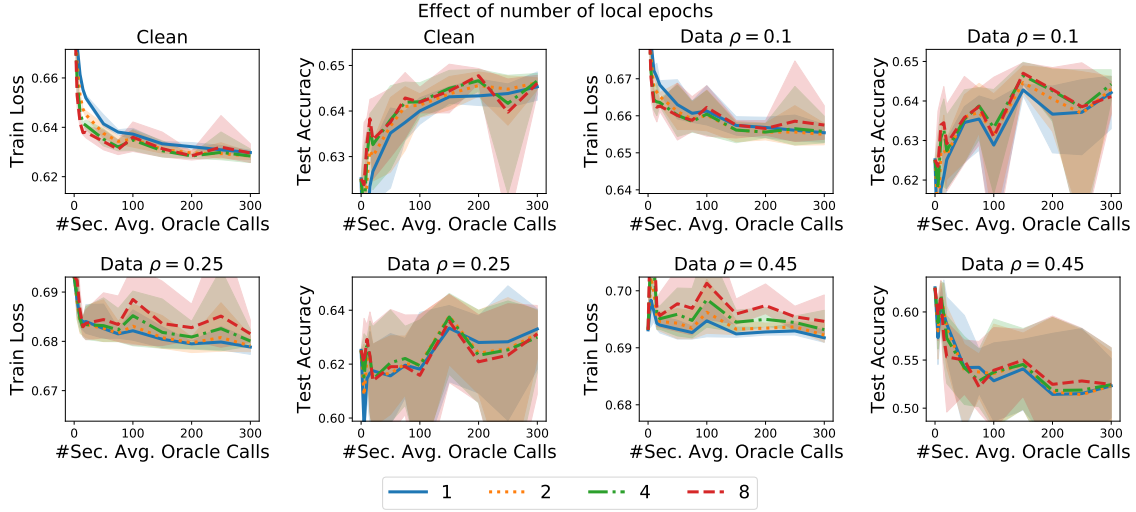 Effect of number of local epochs
Clean
Clean
Data ρ = 0.1
Data ρ = 0.1
Train Loss
0.66
0.64
0.62
0
100
200
300
#Sec. Avg. Oracle Calls
Test Accuracy
0.65
0.64
0.63
0
100
200
300
#Sec. Avg. Oracle Calls
Train Loss
0.67
0.66
0.65
0.64
0
100
200
300
#Sec. Avg. Oracle Calls
Test Accuracy
0.65
0.64
0.63
0.62
0
100
200
300
#Sec. Avg. Oracle Calls
Data ρ = 0.25
Data ρ = 0.25
Data ρ = 0.45
Data ρ = 0.45
Train Loss
0.69
0.68
0.67
0
100
200
300
#Sec. Avg. Oracle Calls
Test Accuracy
0.64
0.62
0.60
0
100
200
300
#Sec. Avg. Oracle Calls
Train Loss
0.70
0.69
0.68
0
100
200
300
#Sec. Avg. Oracle Calls
Test Accuracy
0.60
0.55
0.50
0
100
200
300
#Sec. Avg. Oracle Calls
1
2
4
8